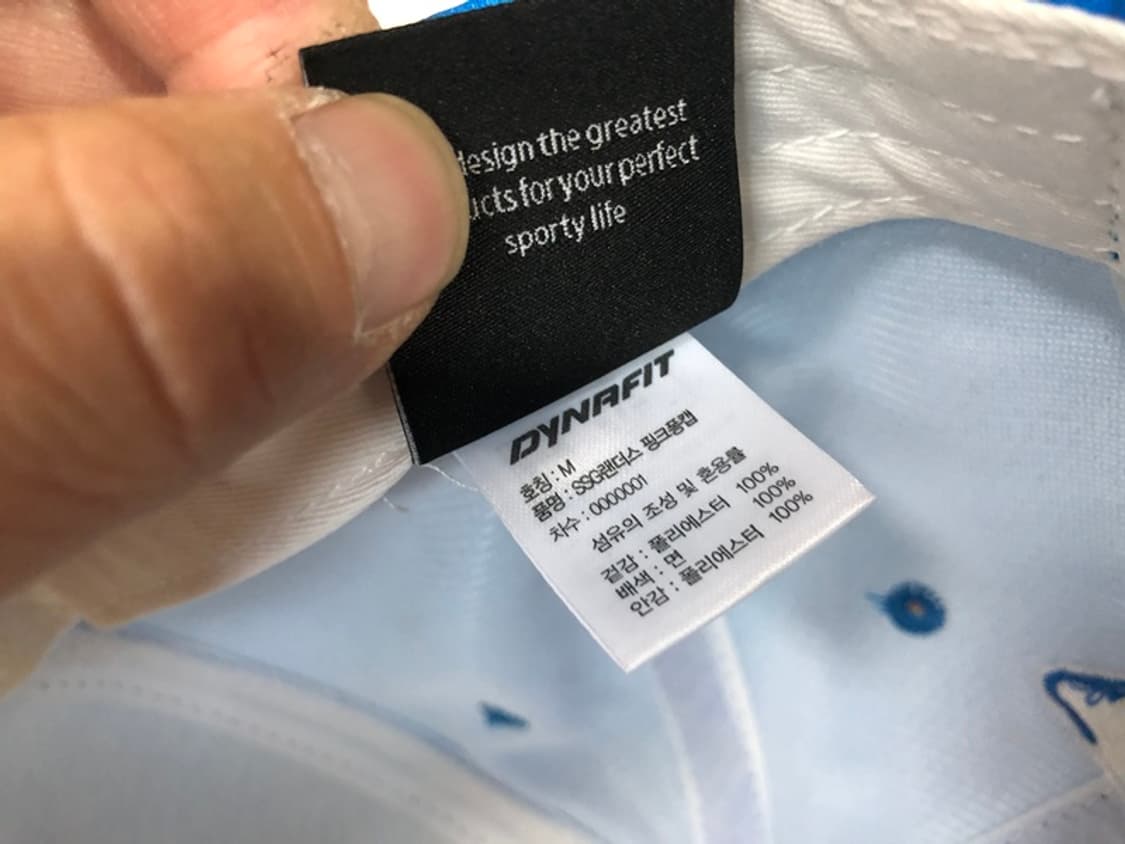 design the greatest
for your perfect
sporty life
DYNAFIT
호칭 : M
품명 : SSG랜더스 핑크퐁캡
차수 : 0000001
섬유의 조성 및 혼용률
겉감 : 폴리에스터 100%
배색 : 면 100%
안감 : 폴리에스터 100%